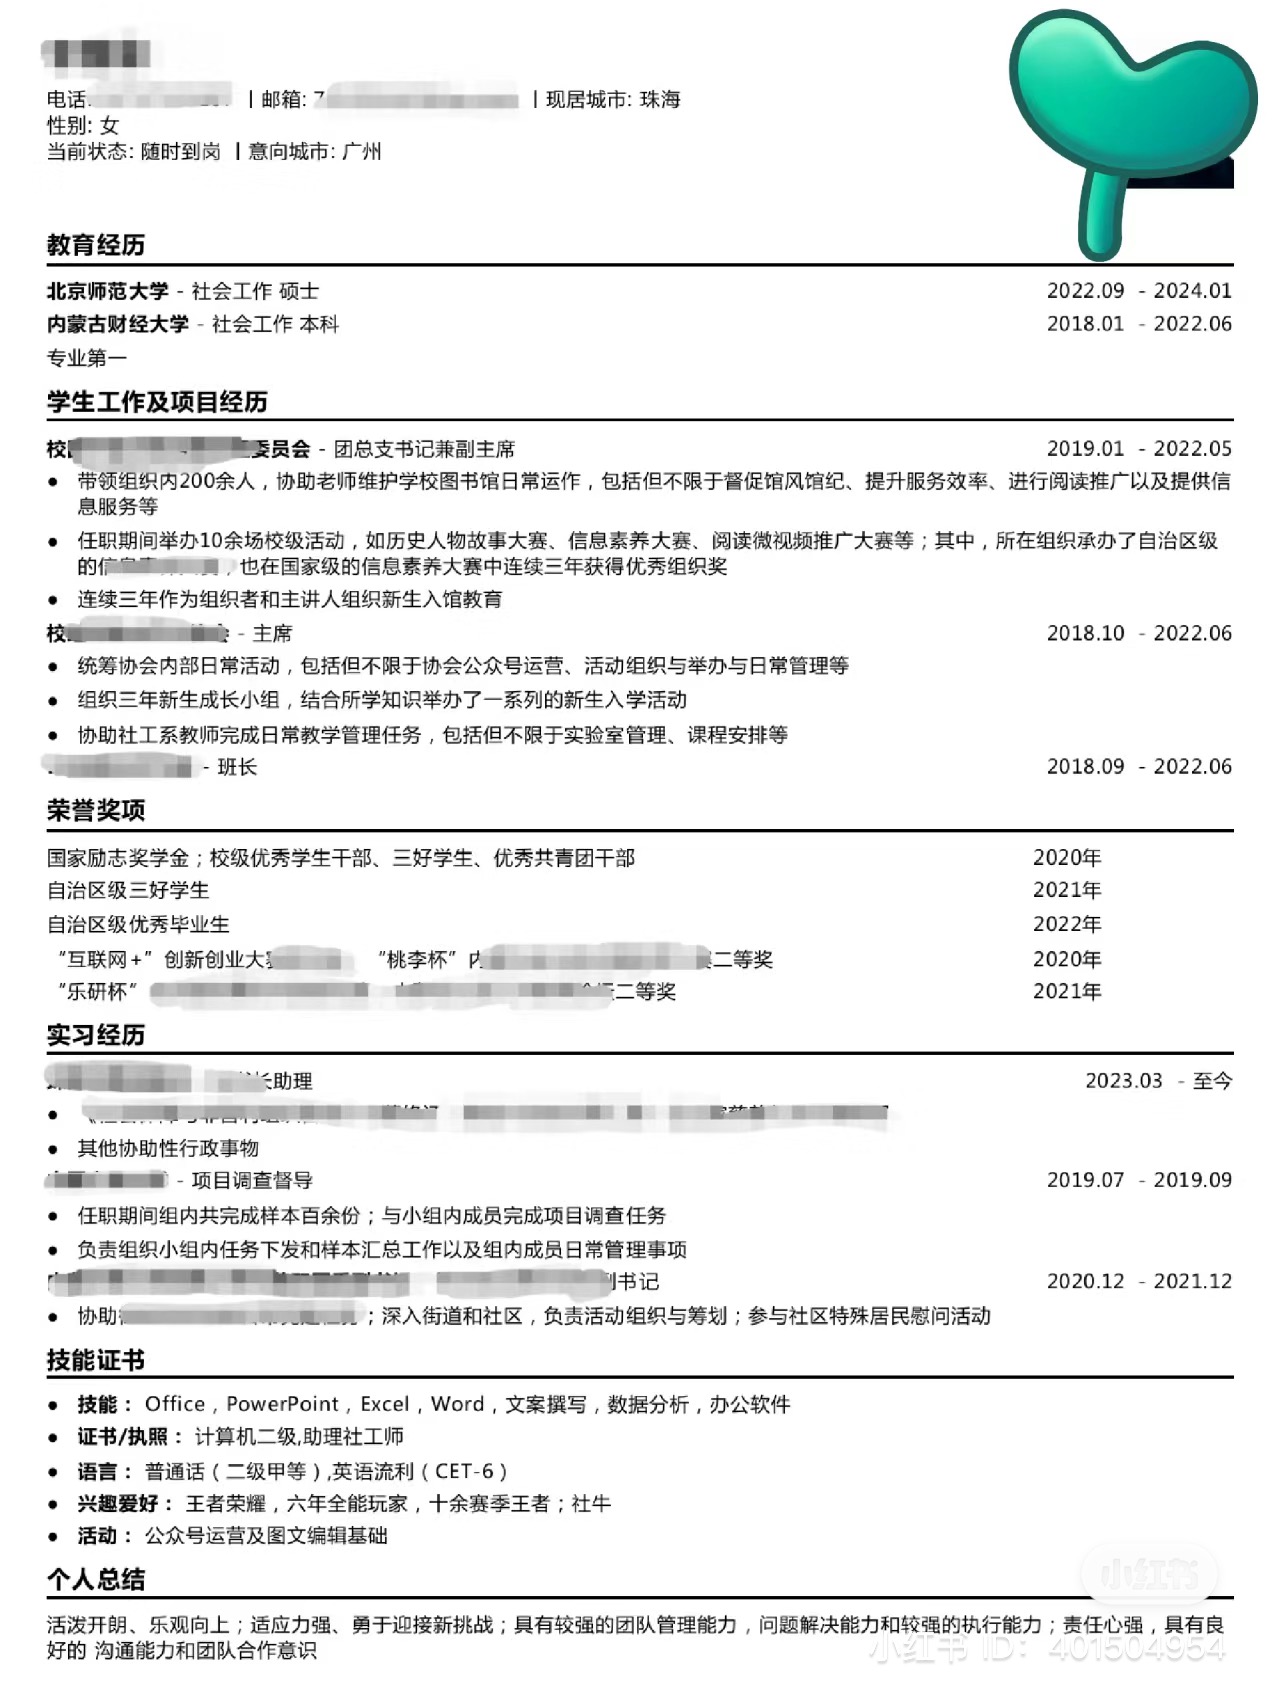 电话: | 邮箱: 7 | 现居城市: 珠海
性别: 女
当前状态: 随时到岗 | 意向城市: 广州
教育经历
北京师范大学 - 社会工作 硕士 2022.09 - 2024.01
内蒙古财经大学 - 社会工作 本科 2018.01 - 2022.06
专业第一
学生工作及项目经历
校 委员会 - 团总支书记兼副主席 2019.01 - 2022.05
● 带领组织内200余人，协助老师维护学校图书馆日常运作，包括但不限于督促馆风馆纪、提升服务效率、进行阅读推广以及提供信
息服务等
● 任职期间举办10余场校级活动，如历史人物故事大赛、信息素养大赛、阅读微视频推广大赛等；其中，所在组织承办了自治区级
的信 ，也在国家级的信息素养大赛中连续三年获得优秀组织奖
● 连续三年作为组织者和主讲人组织新生入馆教育
校 会 - 主席 2018.10 - 2022.06
● 统筹协会内部日常活动，包括但不限于协会公众号运营、活动组织与举办与日常管理等
● 组织三年新生成长小组，结合所学知识举办了一系列的新生入学活动
● 协助社工系教师完成日常教学管理任务，包括但不限于实验室管理、课程安排等
- 班长 2018.09 - 2022.06
荣誉奖项
国家励志奖学金；校级优秀学生干部、三好学生、优秀共青团干部 2020年
自治区级三好学生 2021年
自治区级优秀毕业生 2022年
“互联网+”创新创业大赛 “桃李杯”内 二等奖 2020年
“乐研杯” 二等奖 2021年
实习经历
长助理 2023.03 - 至今
●
● 其他协助性行政事物
- 项目调查督导 2019.07 - 2019.09
● 任职期间组内共完成样本百余份；与小组内成员完成项目调查任务
● 负责组织小组内任务下发和样本汇总工作以及组内成员日常管理事项
副书记 2020.12 - 2021.12
● 协助 ；深入街道和社区，负责活动组织与筹划；参与社区特殊居民慰问活动
技能证书
● 技能： Office，PowerPoint，Excel，Word，文案撰写，数据分析，办公软件
● 证书/执照： 计算机二级,助理社工师
● 语言： 普通话（二级甲等）,英语流利（CET-6）
● 兴趣爱好： 王者荣耀，六年全能玩家，十余赛季王者；社牛
● 活动： 公众号运营及图文编辑基础
个人总结
小红书
活泼开朗、乐观向上；适应力强、勇于迎接新挑战；具有较强的团队管理能力，问题解决能力和较强的执行能力；责任心强，具有良
好的 沟通能力和团队合作意识
小红书 ID: 401504954